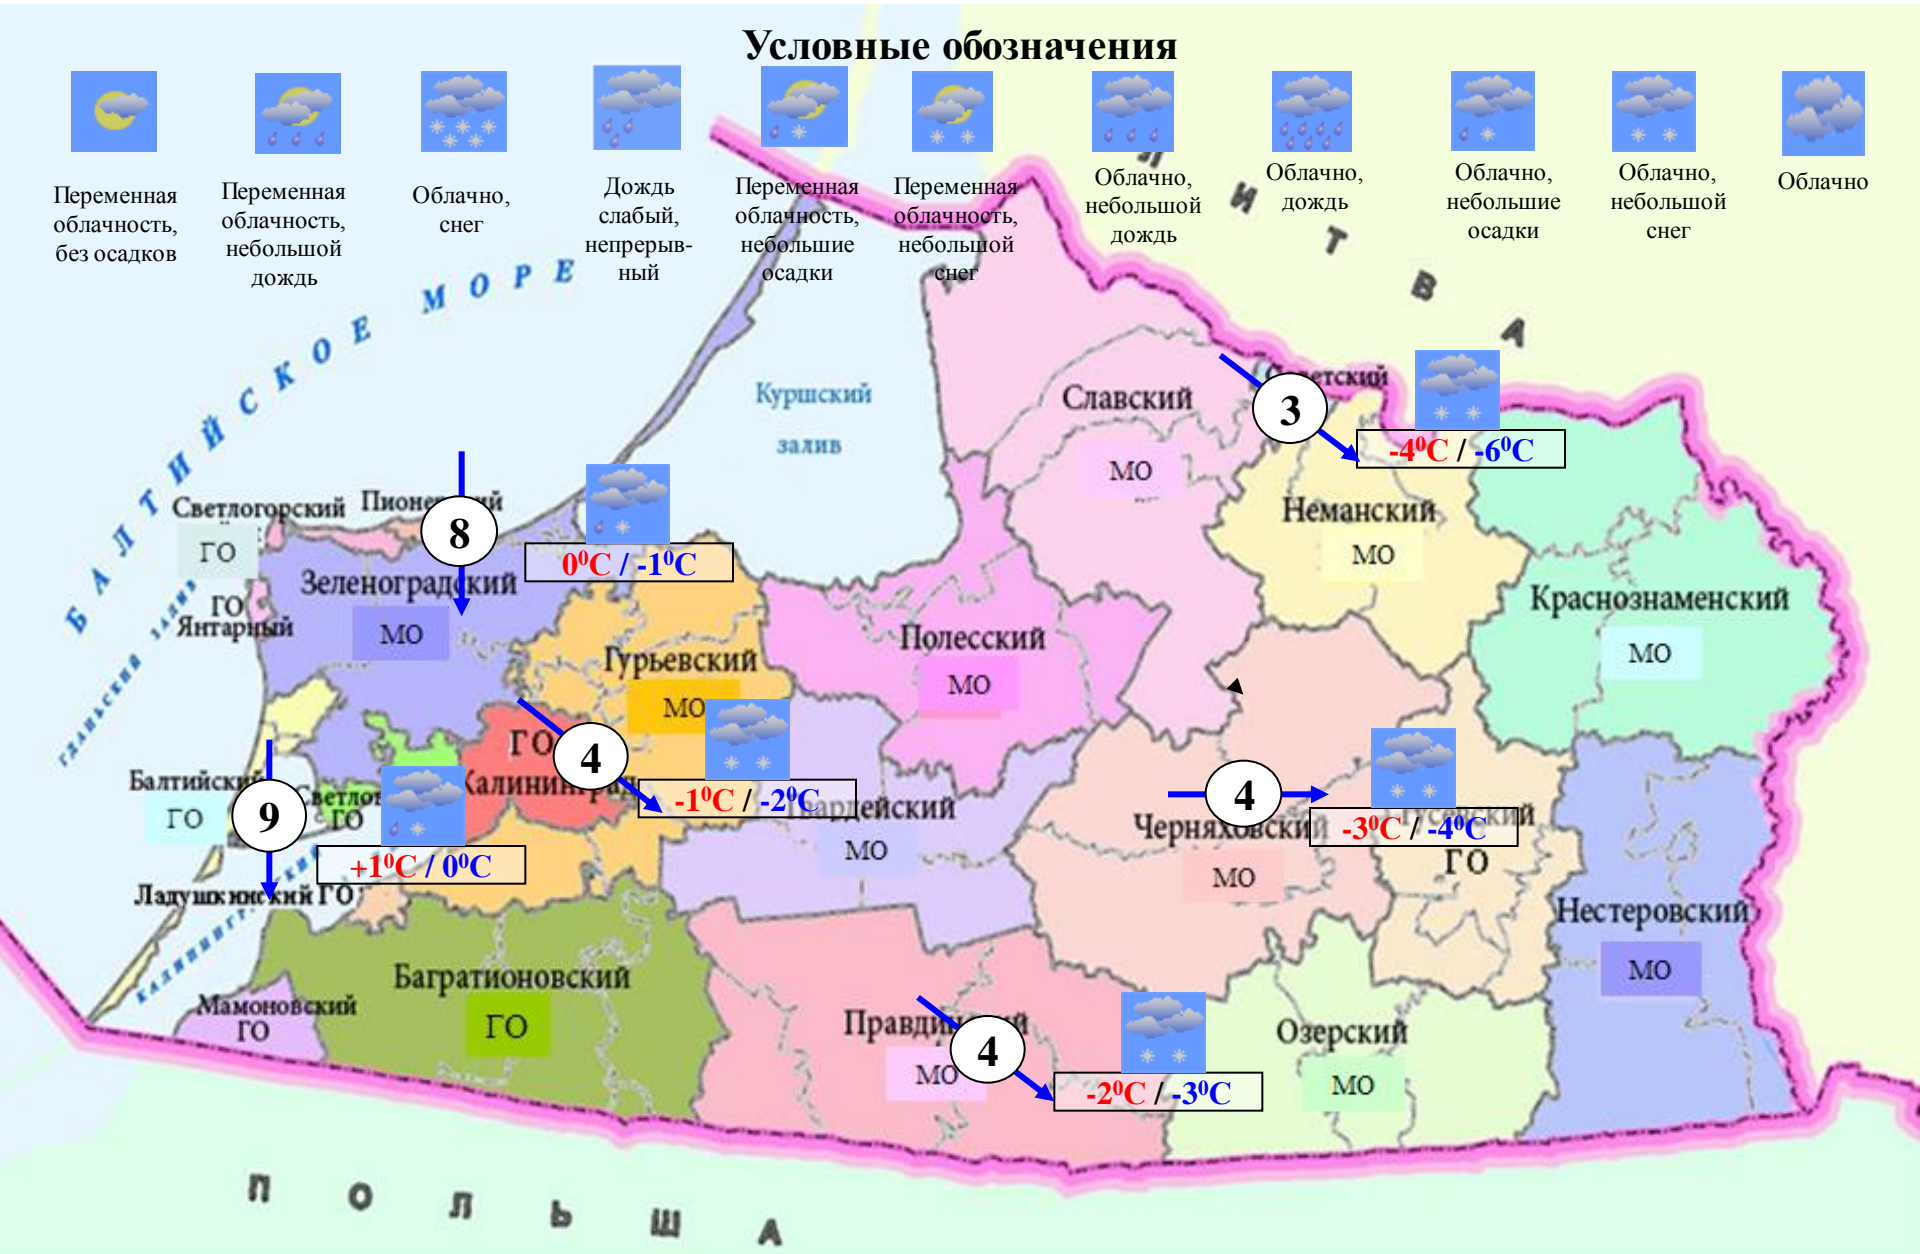 Условные обозначения
Переменная
облачность,
без осадков
Переменная
облачность,
небольшой
дождь
Облачно,
снег
Дождь
слабый,
непрерыв-
ный
Переменная
облачность,
небольшие
осадки
Переменная
облачность,
небольшой
снег
Облачно,
небольшой
дождь
Облачно,
дождь
Облачно,
небольшие
осадки
Облачно,
небольшой
снег
Облачно
ЛИТВА
БАЛТИЙСКОЕ МОРЕ
Куршский
залив
Славский
МО
3
-4⁰C / -6⁰C
Неманский
МО
Краснознаменский
МО
Светлогорский
ГО
8
0⁰C / -1⁰C
Зеленоградский
МО
ГО
Янтарный
Гурьевский
МО
Полесский
МО
ГО
Калининград
4
-1⁰C / -2⁰C
Балтийский
ГО
9
ГО
+1⁰C / 0⁰C
МО
Черняховский
МО
4
-3⁰C / -4⁰C
ГО
Ладушкинский ГО
Нестеровский
МО
Багратионовский
ГО
Мамоновский
ГО
МО
4
-2⁰C / -3⁰C
Озерский
МО
ПОЛЬША